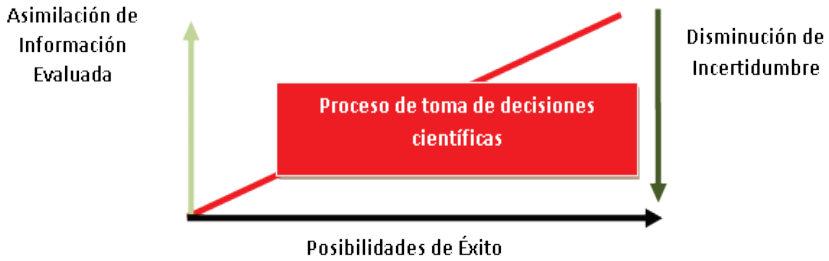 Asimilación de
Información
Evaluada
Proceso de toma de decisiones
científicas
Disminución de
Incertidumbre
Posibilidades de Éxito